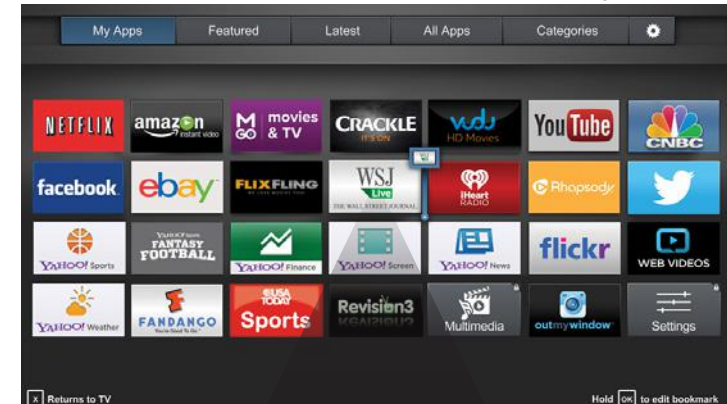 My Apps
Featured
Latest
All Apps
Categories
NETFLIX
amazon
instant video
M GO movies & TV
CRACKLE
IT'S ON
vudu
HD Movies
You Tube
CNBC
facebook.
ebay
FLIXFLING
WSJ
Live
THE WALL STREET JOURNAL.
iHeart
RADIO
Rhapsody
YAHOO! Sports
FANTASY
FOOTBALL
YAHOO! Finance
YAHOO! Screen
YAHOO! News
flickr
WEB VIDEOS
YAHOO! Weather
FANDANGO
USA
TODAY
Sports
Revision3
Multimedia
outmywindow
Settings
X Returns to TV
Hold OK to edit bookmark